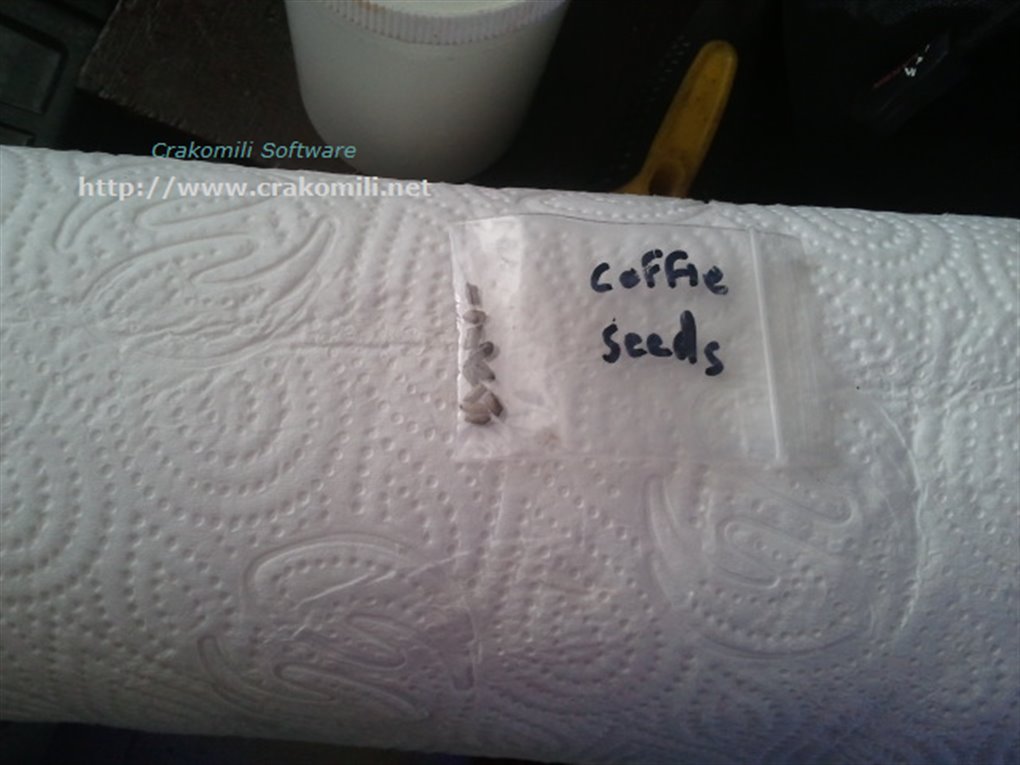 Crakomili Software
http://www.crakomili.net
coffie
seeds